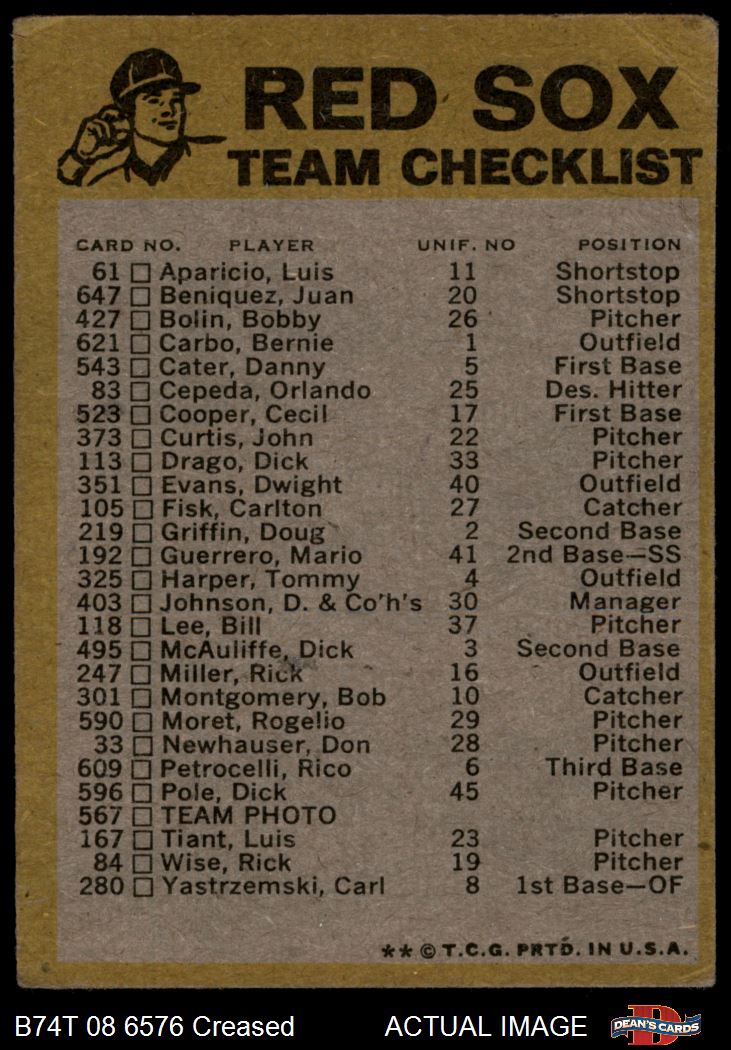 RED SOX
TEAM CHECKLIST
CARD NO. PLAYER UNIF. NO POSITION
61 Aparicio, Luis 11 Shortstop
647 Beniquez, Juan 20 Shortstop
427 Bolin, Bobby 26 Pitcher
621 Carbo, Bernie 1 Outfield
543 Cater, Danny 5 First Base
83 Cepeda, Orlando 25 Des. Hitter
523 Cooper, Cecil 17 First Base
373 Curtis, John 22 Pitcher
113 Drago, Dick 33 Pitcher
351 Evans, Dwight 40 Outfield
105 Fisk, Carlton 27 Catcher
219 Griffin, Doug 2 Second Base
192 Guerrero, Mario 41 2nd Base—SS
325 Harper, Tommy 4 Outfield
403 Johnson, D. & Co'h's 30 Manager
118 Lee, Bill 37 Pitcher
495 McAuliffe, Dick 3 Second Base
247 Miller, Rick 16 Outfield
301 Montgomery, Bob 10 Catcher
590 Moret, Rogelio 29 Pitcher
33 Newhauser, Don 28 Pitcher
609 Petrocelli, Rico 6 Third Base
596 Pole, Dick 45 Pitcher
567 TEAM PHOTO
167 Tiant, Luis 23 Pitcher
84 Wise, Rick 19 Pitcher
280 Yastrzemski, Carl 8 1st Base—OF
** © T.C.G. PRTD. IN U.S.A.
B74T 08 6576 Creased ACTUAL IMAGE D DEAN'S CARDS